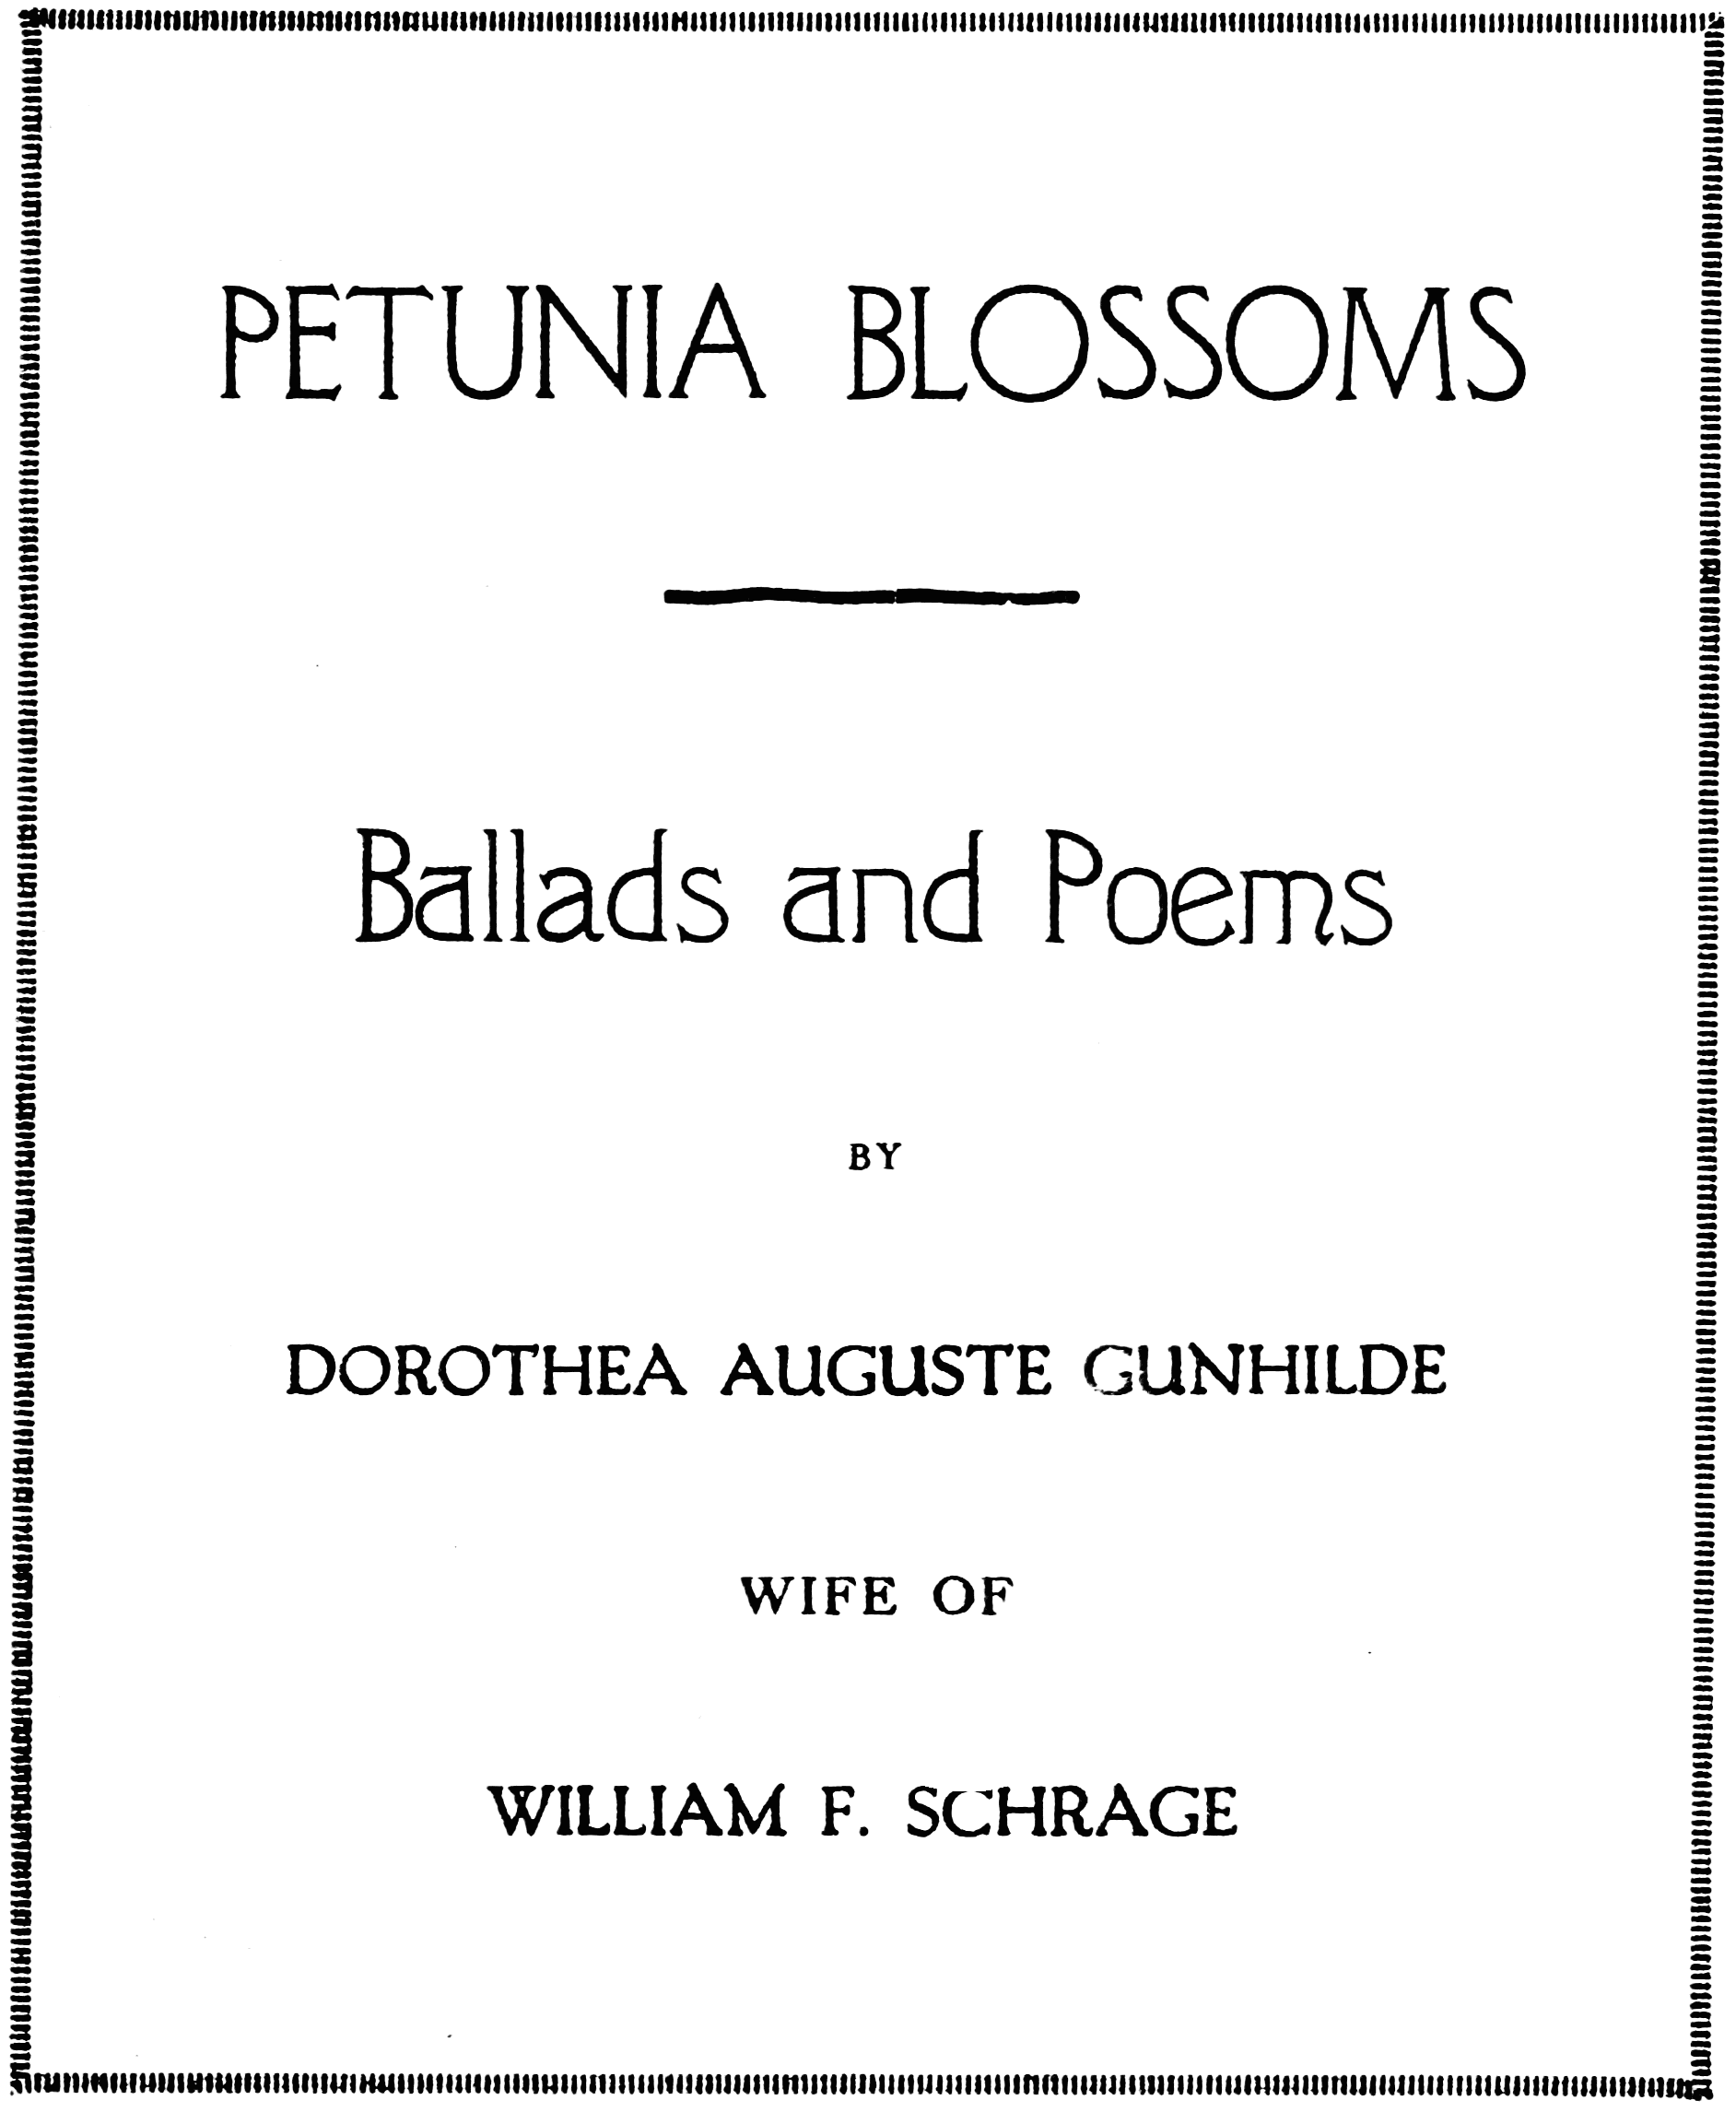 PETUNIA BLOSSOMS
Ballads and Poems
BY
DOROTHEA AUGUSTE GUNHILDE
WIFE OF
WILLIAM F. SCHRAGE